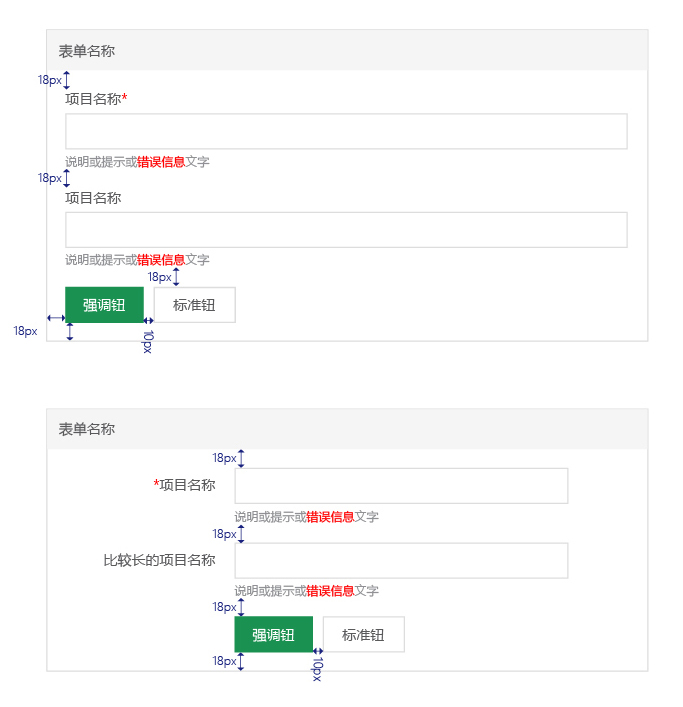 表单名称
18px
项目名称*
说明或提示或错误信息文字
18px
项目名称
说明或提示或错误信息文字
18px
强调钮 标准钮
18px
10px
表单名称
18px
*项目名称
说明或提示或错误信息文字
18px
比较长的项目名称
说明或提示或错误信息文字
18px
强调钮 标准钮
18px
10px